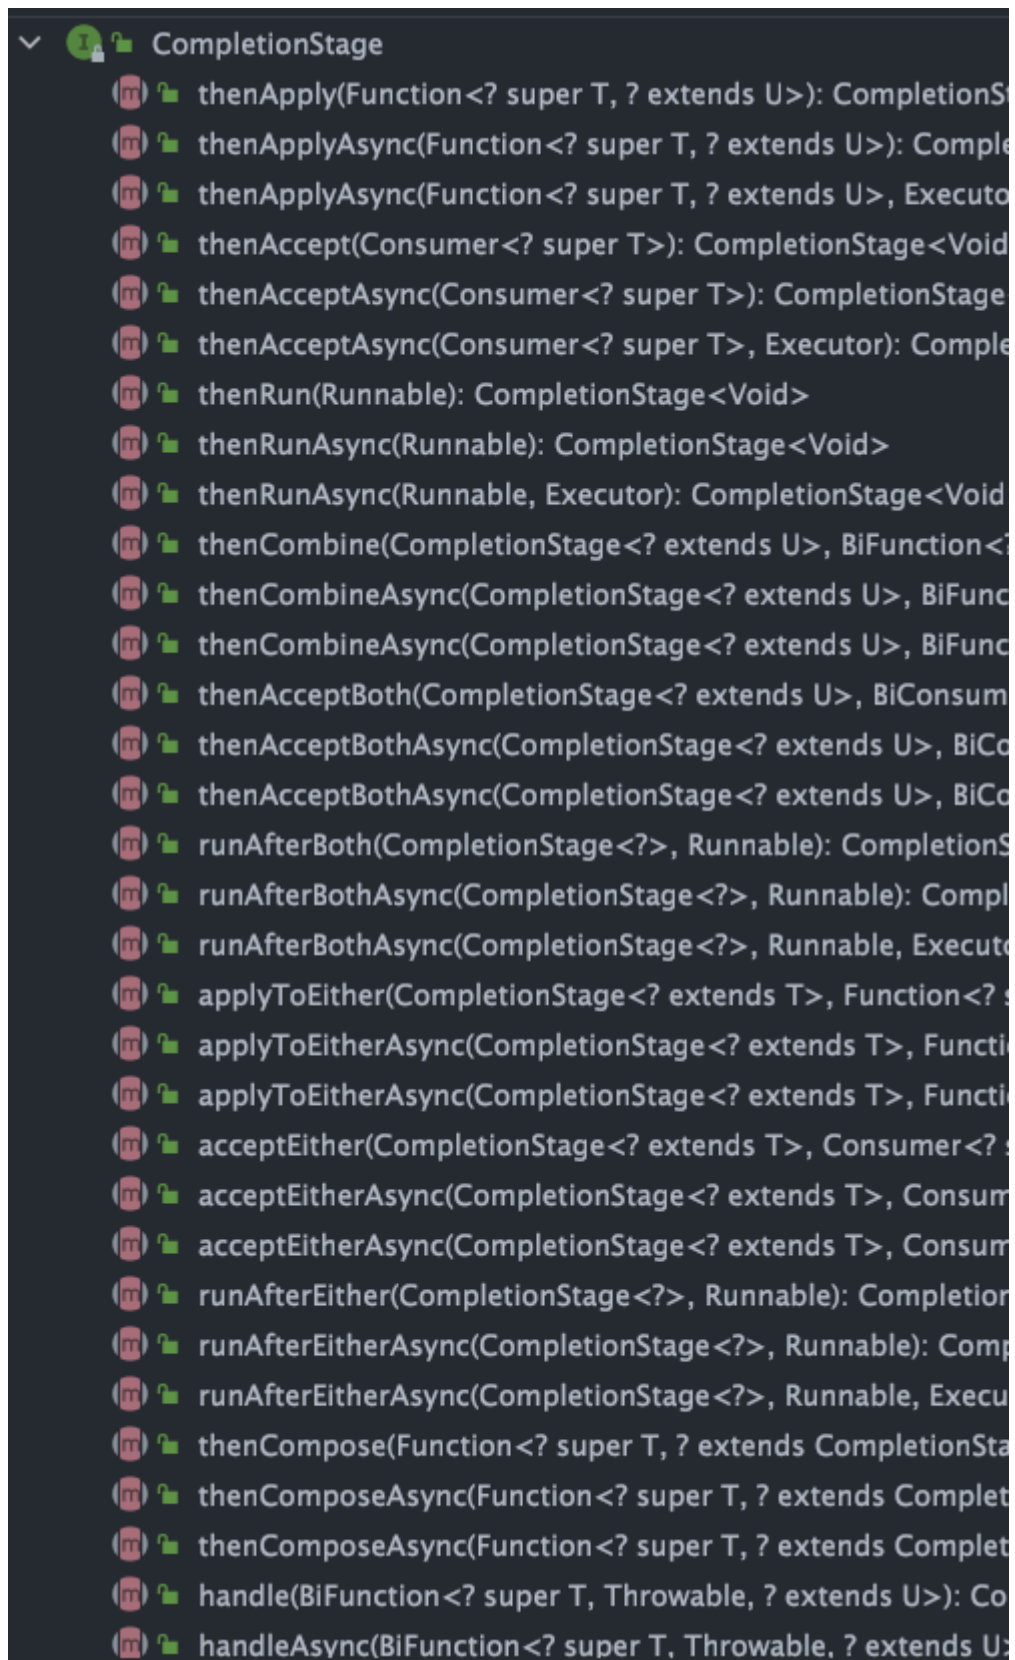 CompletionStage
thenApply(Function<? super T, ? extends U>): CompletionSt
thenApplyAsync(Function<? super T, ? extends U>): Comple
thenApplyAsync(Function<? super T, ? extends U>, Executo
thenAccept(Consumer<? super T>): CompletionStage<Void
thenAcceptAsync(Consumer<? super T>): CompletionStage
thenAcceptAsync(Consumer<? super T>, Executor): Comple
thenRun(Runnable): CompletionStage<Void>
thenRunAsync(Runnable): CompletionStage<Void>
thenRunAsync(Runnable, Executor): CompletionStage<Void
thenCombine(CompletionStage<? extends U>, BiFunction<?
thenCombineAsync(CompletionStage<? extends U>, BiFunc
thenCombineAsync(CompletionStage<? extends U>, BiFunc
thenAcceptBoth(CompletionStage<? extends U>, BiConsum
thenAcceptBothAsync(CompletionStage<? extends U>, BiCo
thenAcceptBothAsync(CompletionStage<? extends U>, BiCo
runAfterBoth(CompletionStage<?>, Runnable): CompletionS
runAfterBothAsync(CompletionStage<?>, Runnable): Compl
runAfterBothAsync(CompletionStage<?>, Runnable, Executo
applyToEither(CompletionStage<? extends T>, Function<? s
applyToEitherAsync(CompletionStage<? extends T>, Functi
applyToEitherAsync(CompletionStage<? extends T>, Functi
acceptEither(CompletionStage<? extends T>, Consumer<? s
acceptEitherAsync(CompletionStage<? extends T>, Consum
acceptEitherAsync(CompletionStage<? extends T>, Consum
runAfterEither(CompletionStage<?>, Runnable): Completion
runAfterEitherAsync(CompletionStage<?>, Runnable): Comp
runAfterEitherAsync(CompletionStage<?>, Runnable, Execu
thenCompose(Function<? super T, ? extends CompletionSta
thenComposeAsync(Function<? super T, ? extends Complet
thenComposeAsync(Function<? super T, ? extends Complet
handle(BiFunction<? super T, Throwable, ? extends U>): Co
handleAsync(BiFunction<? super T, Throwable, ? extends U>